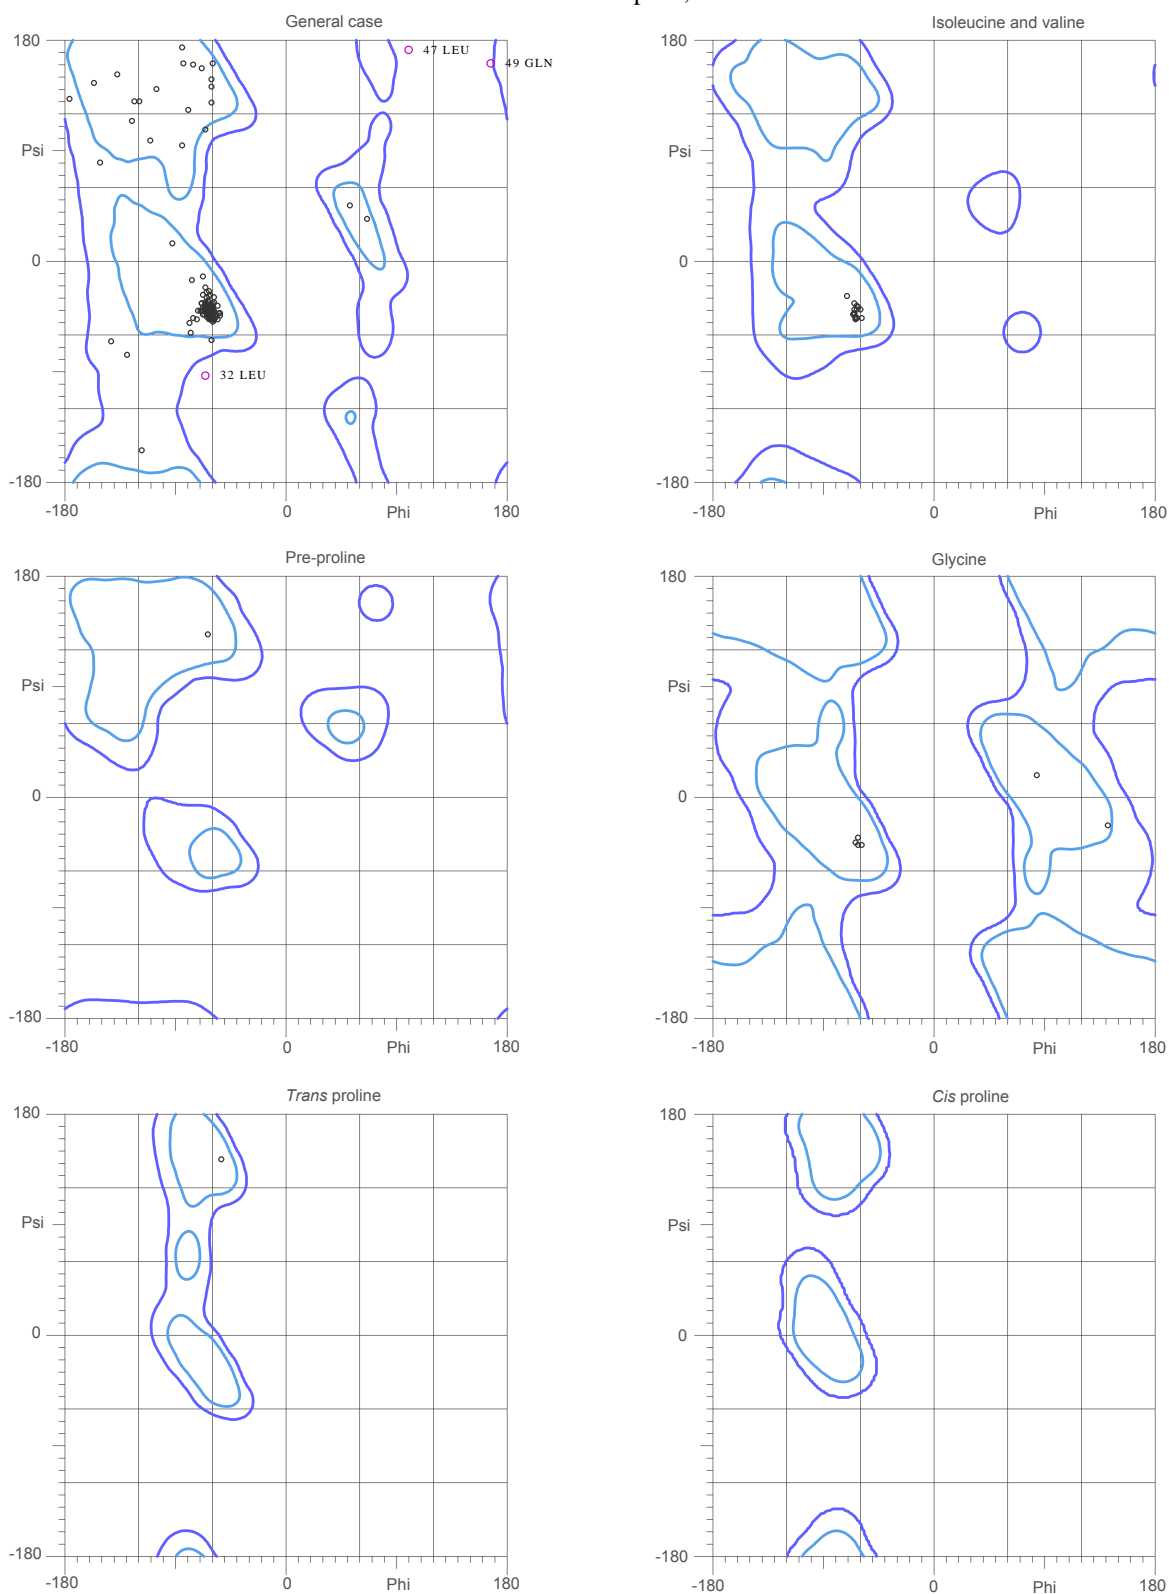 General case
180
47 LEU
49 GLN
Psi
0
32 LEU
-180
-180
0
Phi
180
Isoleucine and valine
180
Psi
0
-180
-180
0
Phi
180
Pre-proline
180
Psi
0
-180
-180
0
Phi
180
Glycine
180
Psi
0
-180
-180
0
Phi
180
Trans proline
180
Psi
0
-180
-180
0
Phi
180
Cis proline
180
Psi
0
-180
-180
0
Phi
180